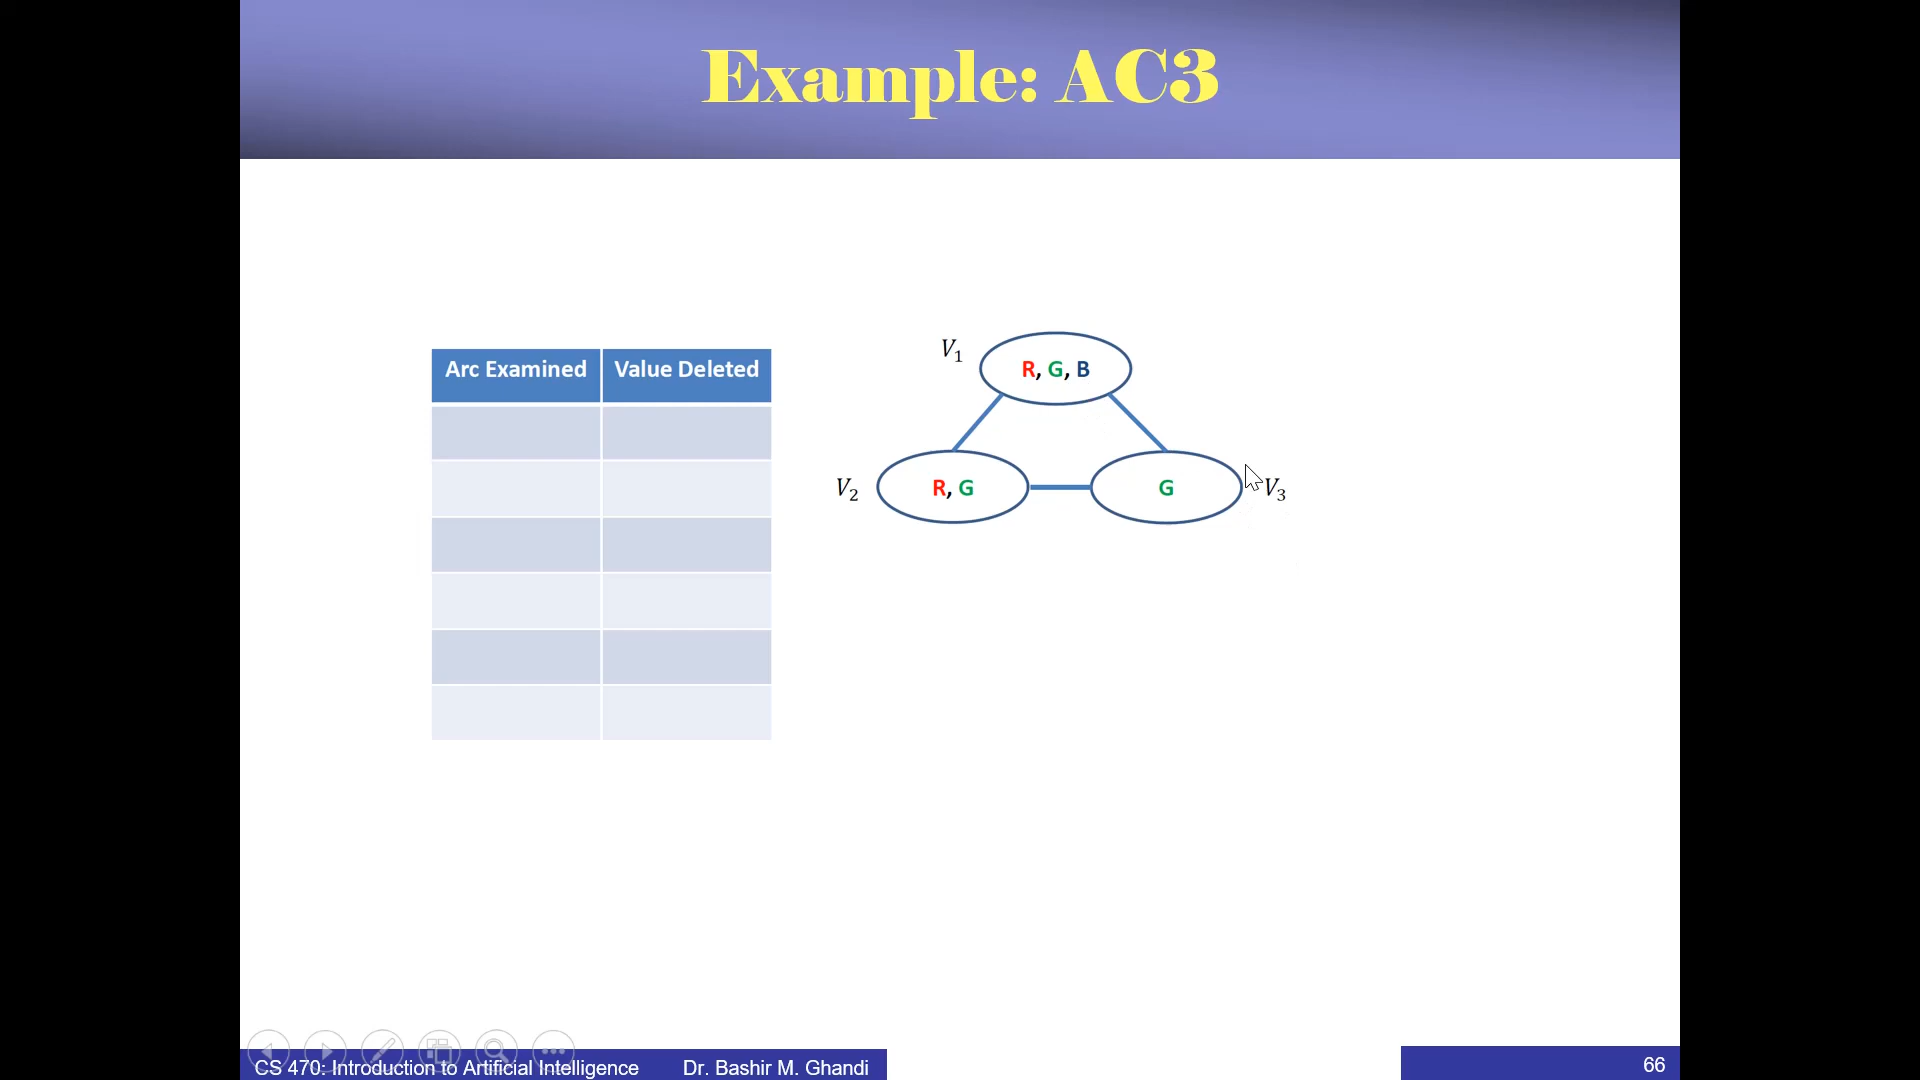 Example: AC3
Arc Examined Value Deleted
V1
R, G, B
V2
R, G
G
V3
CS 470: Introduction to Artificial Intelligence Dr. Bashir M. Ghandi
66